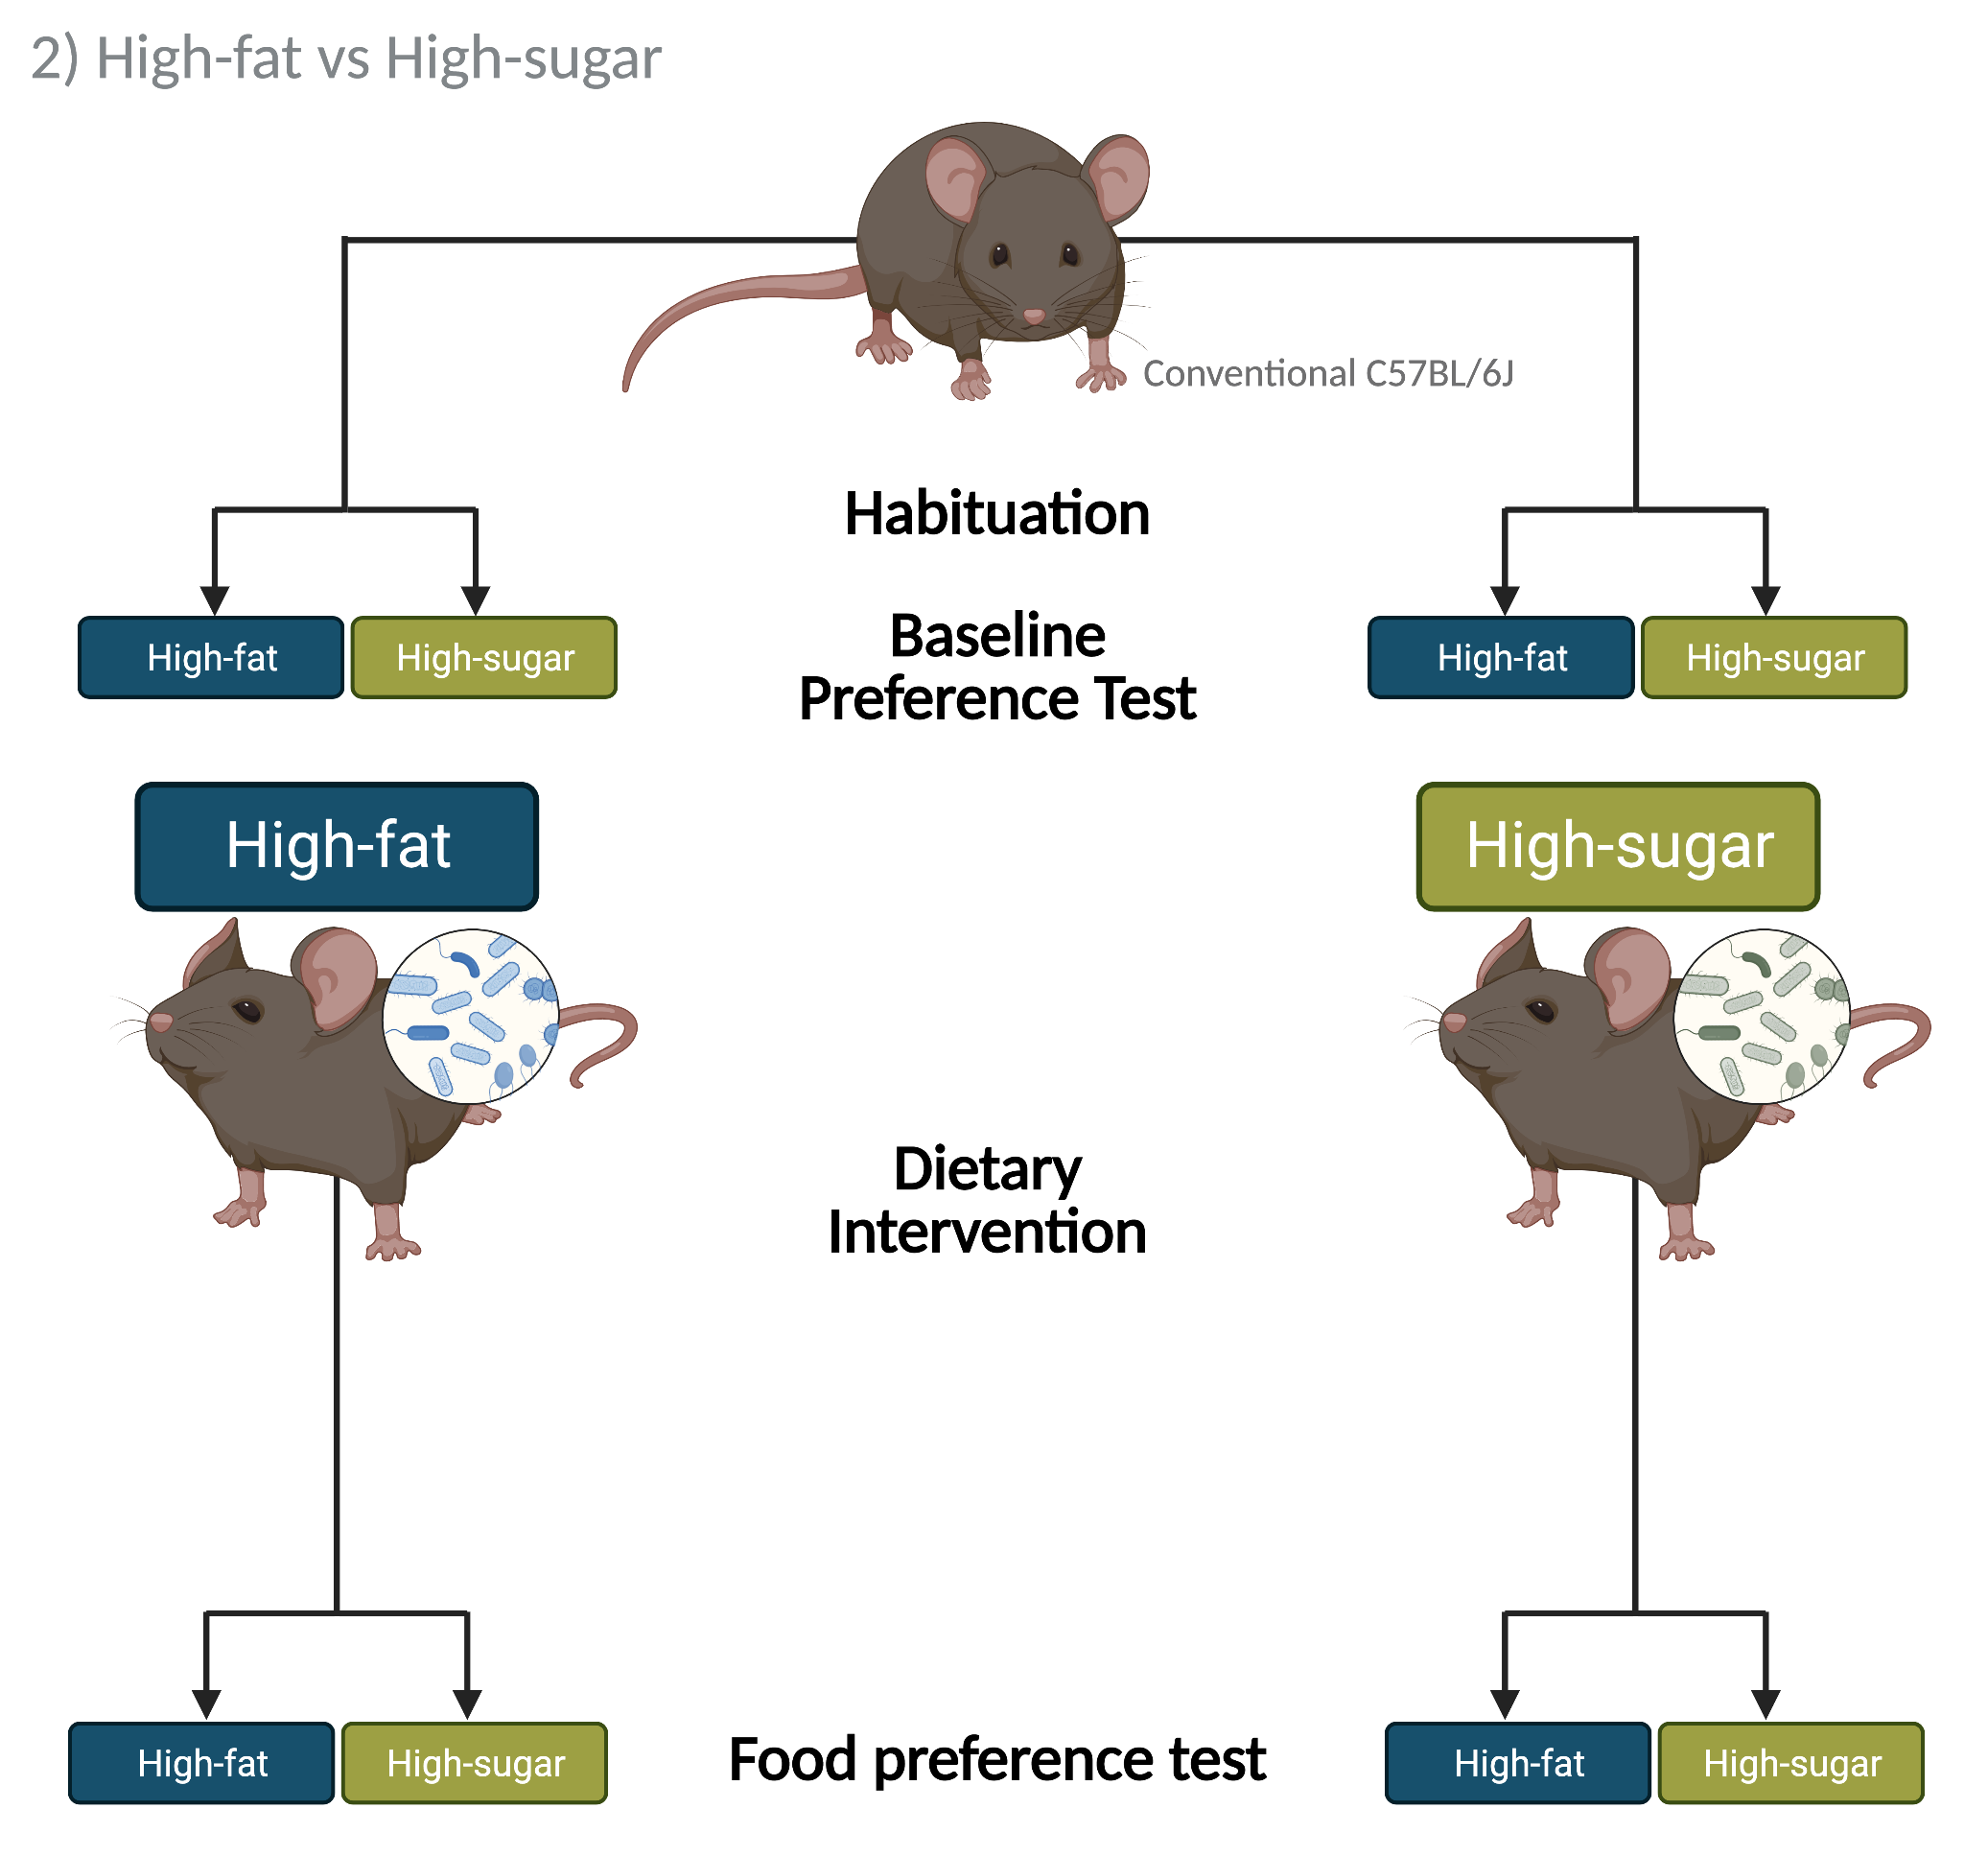 2) High-fat vs High-sugar
Conventional C57BL/6J
Habituation
High-fat
High-sugar
Baseline
Preference Test
High-fat
High-sugar
High-fat
High-sugar
Dietary
Intervention
High-fat
High-sugar
Food preference test
High-fat
High-sugar